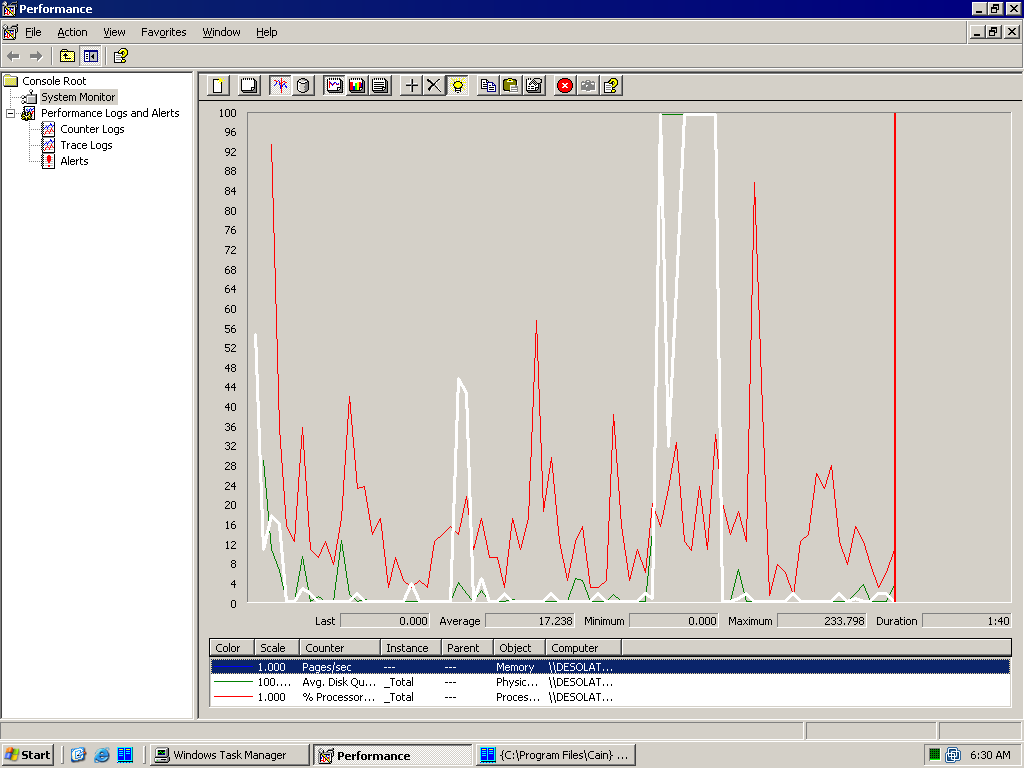 Performance
File Action View Favorites Window Help
Console Root
System Monitor
Performance Logs and Alerts
Counter Logs
Trace Logs
Alerts
100
96
92
88
84
80
76
72
68
64
60
56
52
48
44
40
36
32
28
24
20
16
12
8
4
0
Last 0.000 Average 17.238 Minimum 0.000 Maximum 233.798 Duration 1:40
Color Scale Counter Instance Parent Object Computer
1.000 Pages/sec --- --- Memory \\DESOLAT...
100.... Avg. Disk Qu... _Total --- Physic... \\DESOLAT...
1.000 % Processor... _Total --- Proces... \\DESOLAT...
Start Windows Task Manager Performance {C:\Program Files\Cain} ... 6:30 AM